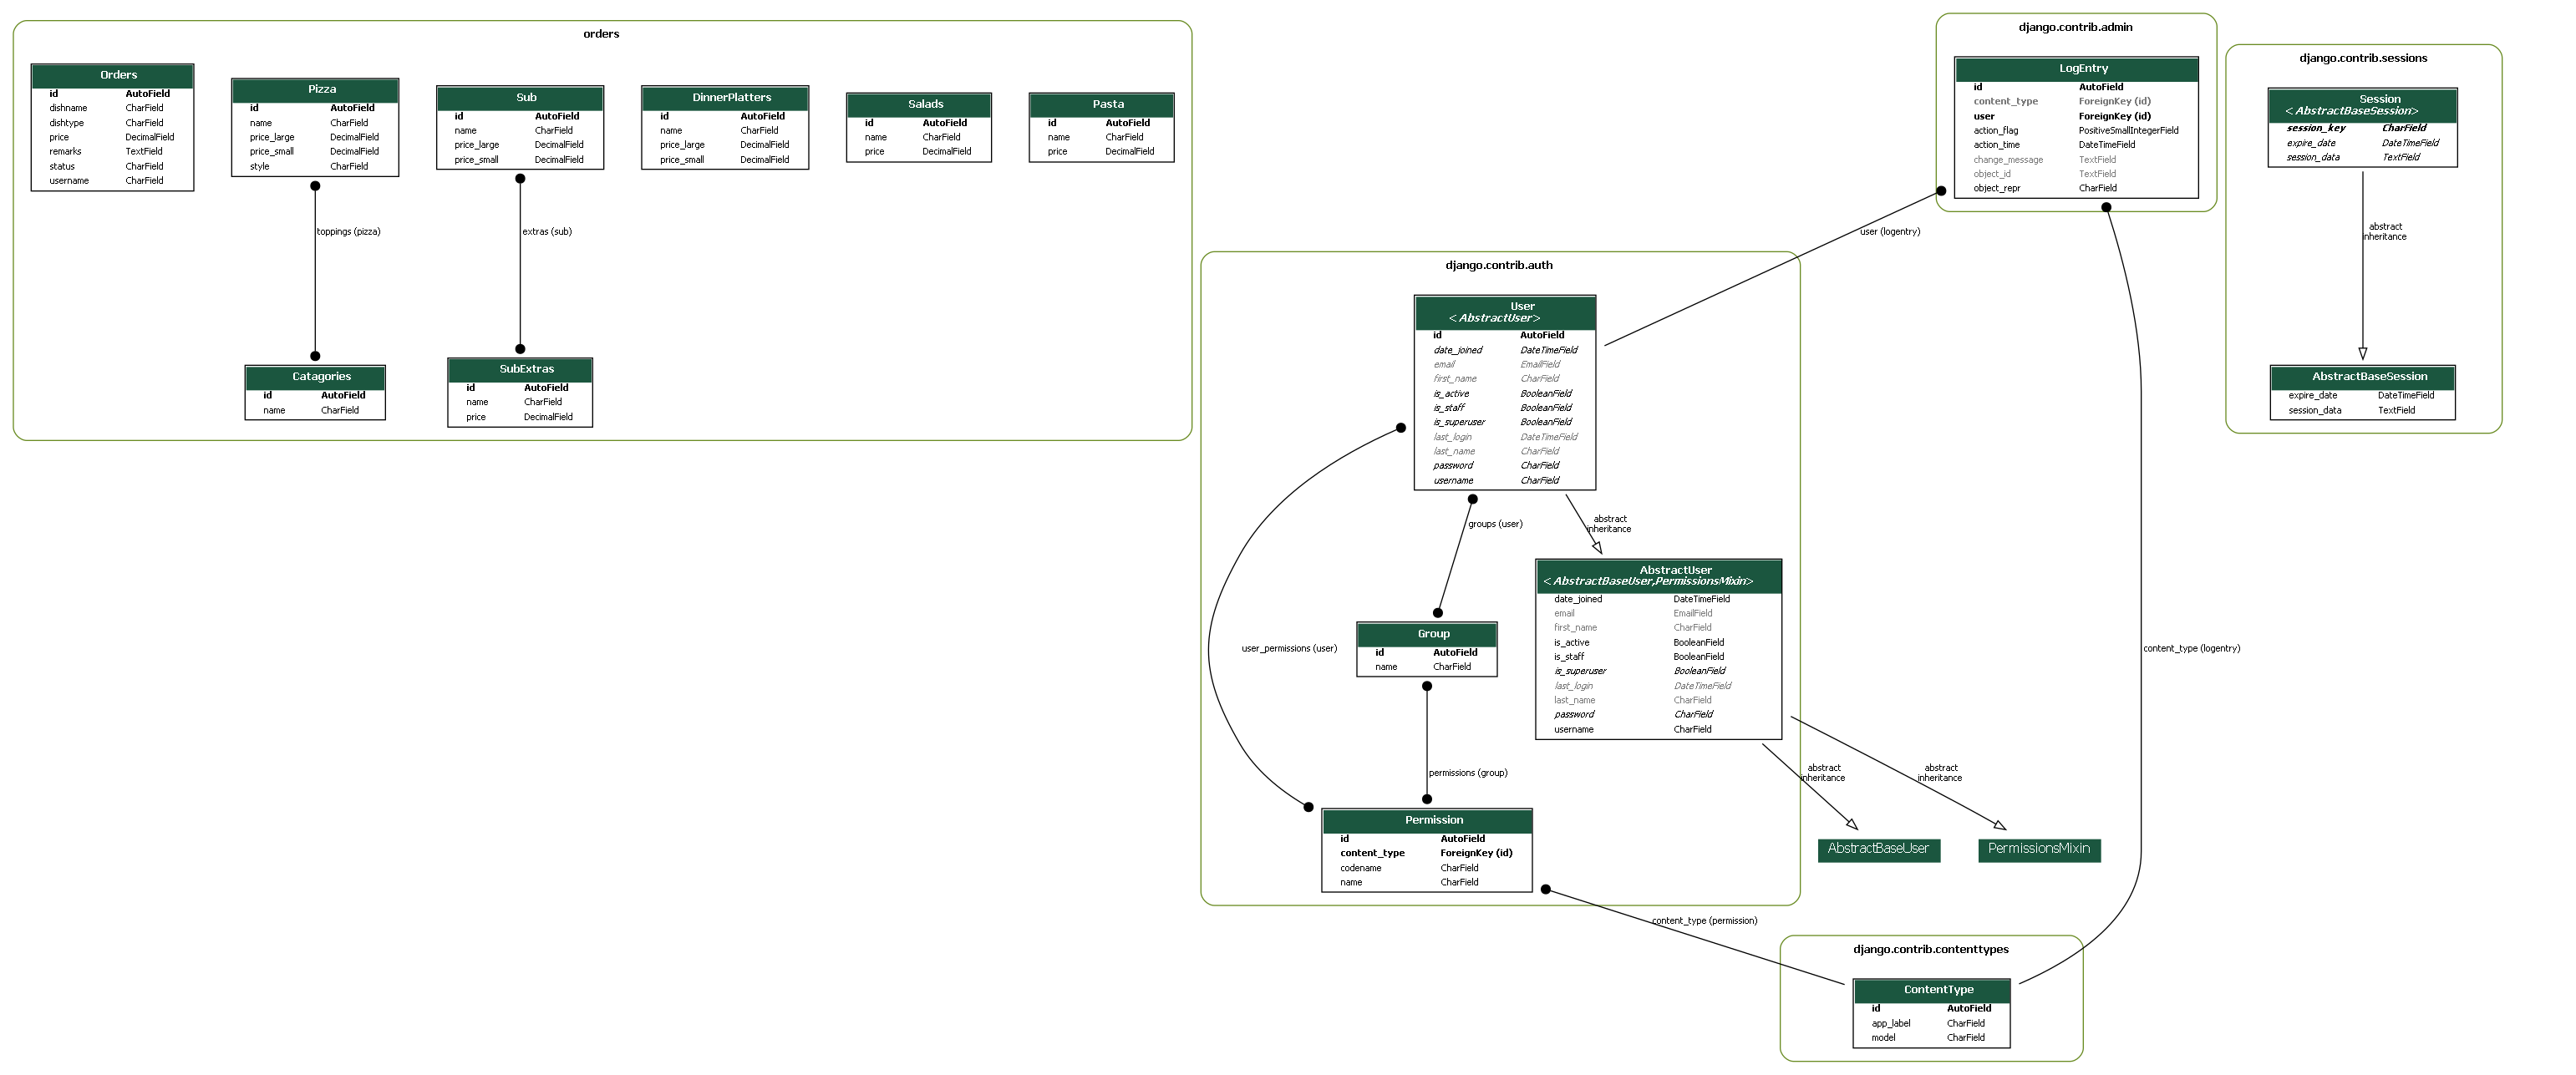 orders
Orders
id AutoField
dishname CharField
dishtype CharField
price DecimalField
remarks TextField
status CharField
username CharField
Pizza
id AutoField
name CharField
price_large DecimalField
price_small DecimalField
style CharField
Sub
id AutoField
name CharField
price_large DecimalField
price_small DecimalField
DinnerPlatters
id AutoField
name CharField
price_large DecimalField
price_small DecimalField
Salads
id AutoField
name CharField
price DecimalField
Pasta
id AutoField
name CharField
price DecimalField
toppings (pizza)
extras (sub)
Catagories
id AutoField
name CharField
SubExtras
id AutoField
name CharField
price DecimalField
django.contrib.admin
LogEntry
id AutoField
content_type ForeignKey (id)
user ForeignKey (id)
action_flag PositiveSmallIntegerField
action_time DateTimeField
change_message TextField
object_id TextField
object_repr CharField
django.contrib.sessions
Session
<AbstractBaseSession>
session_key CharField
expire_date DateTimeField
session_data TextField
abstract
inheritance
AbstractBaseSession
expire_date DateTimeField
session_data TextField
user (logentry)
django.contrib.auth
User
<AbstractUser>
id AutoField
date_joined DateTimeField
email EmailField
first_name CharField
is_active BooleanField
is_staff BooleanField
is_superuser BooleanField
last_login DateTimeField
last_name CharField
password CharField
username CharField
groups (user)
abstract
inheritance
AbstractUser
<AbstractBaseUser,PermissionsMixin>
date_joined DateTimeField
email EmailField
first_name CharField
is_active BooleanField
is_staff BooleanField
is_superuser BooleanField
last_login DateTimeField
last_name CharField
password CharField
username CharField
Group
id AutoField
name CharField
user_permissions (user)
content_type (logentry)
permissions (group)
abstract
inheritance
abstract
inheritance
Permission
id AutoField
content_type ForeignKey (id)
codename CharField
name CharField
AbstractBaseUser
PermissionsMixin
content_type (permission)
django.contrib.contenttypes
ContentType
id AutoField
app_label CharField
model CharField